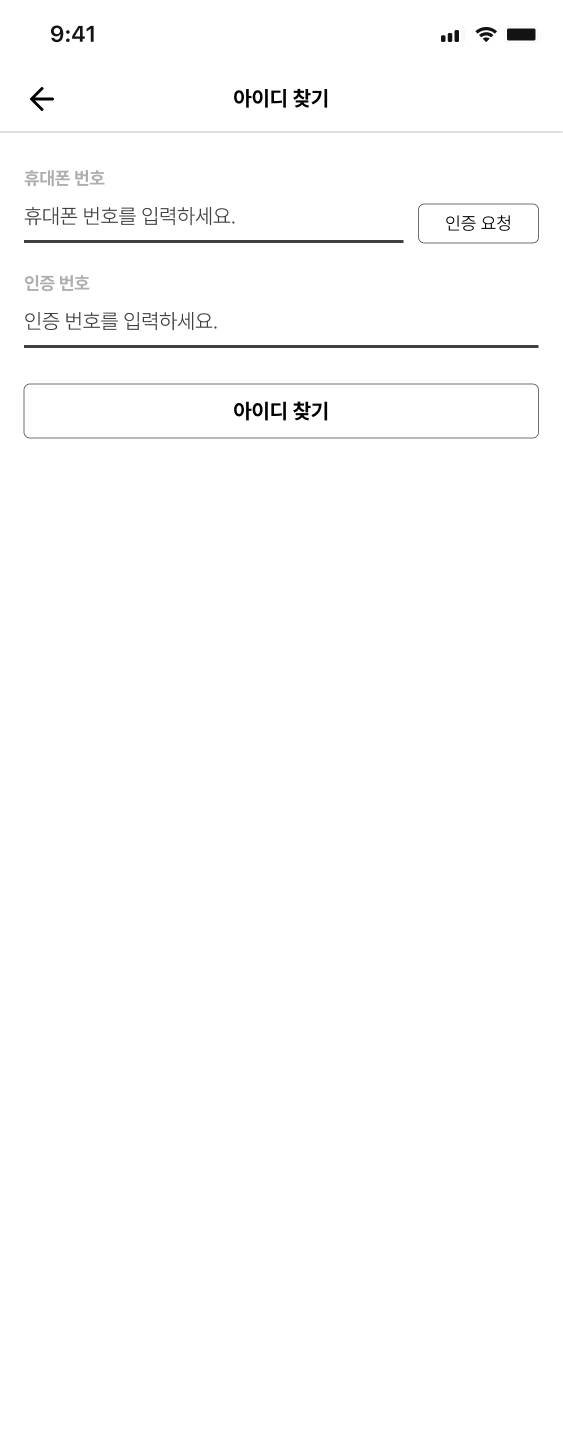 9:41
아이디 찾기
휴대폰 번호
휴대폰 번호를 입력하세요.
인증 요청
인증 번호
인증 번호를 입력하세요.
아이디 찾기